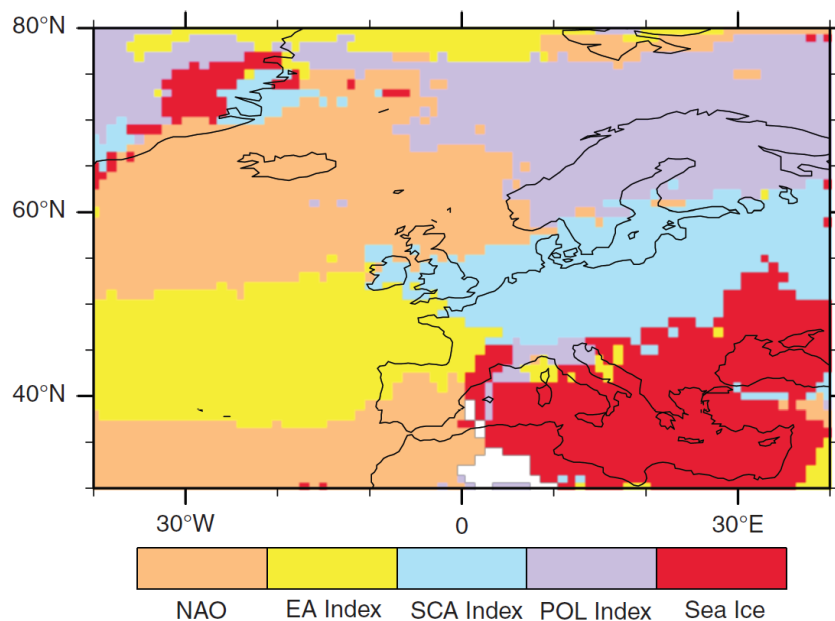 80°N
60°N
40°N
30°W 0 30°E
NAO EA Index SCA Index POL Index Sea Ice